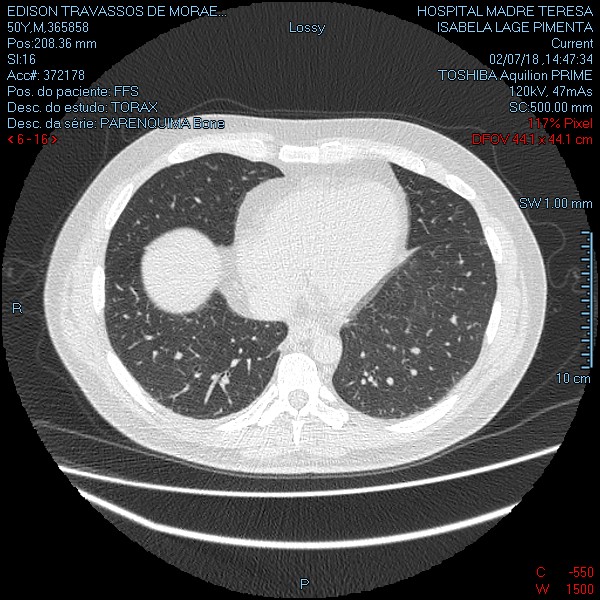 EDISON TRAVASSOS DE MORAE...
50Y,M,365858
Pos:208.36 mm
SI:16
Acc#: 372178
Pos. do paciente: FFS
Desc. do estudo: TORAX
Desc. da série: PARENQUIMA Bone
< 6 - 16 >
Lossy
HOSPITAL MADRE TERESA
ISABELA LAGE PIMENTA
Current
02/07/18 ,14:47:34
TOSHIBA Aquilion PRIME
120kV, 47mAs
SC:500.00 mm
117% Pixel
DFOV 44.1 x 44.1 cm
SW 1.00 mm
R
10 cm
P
C -550
W 1500